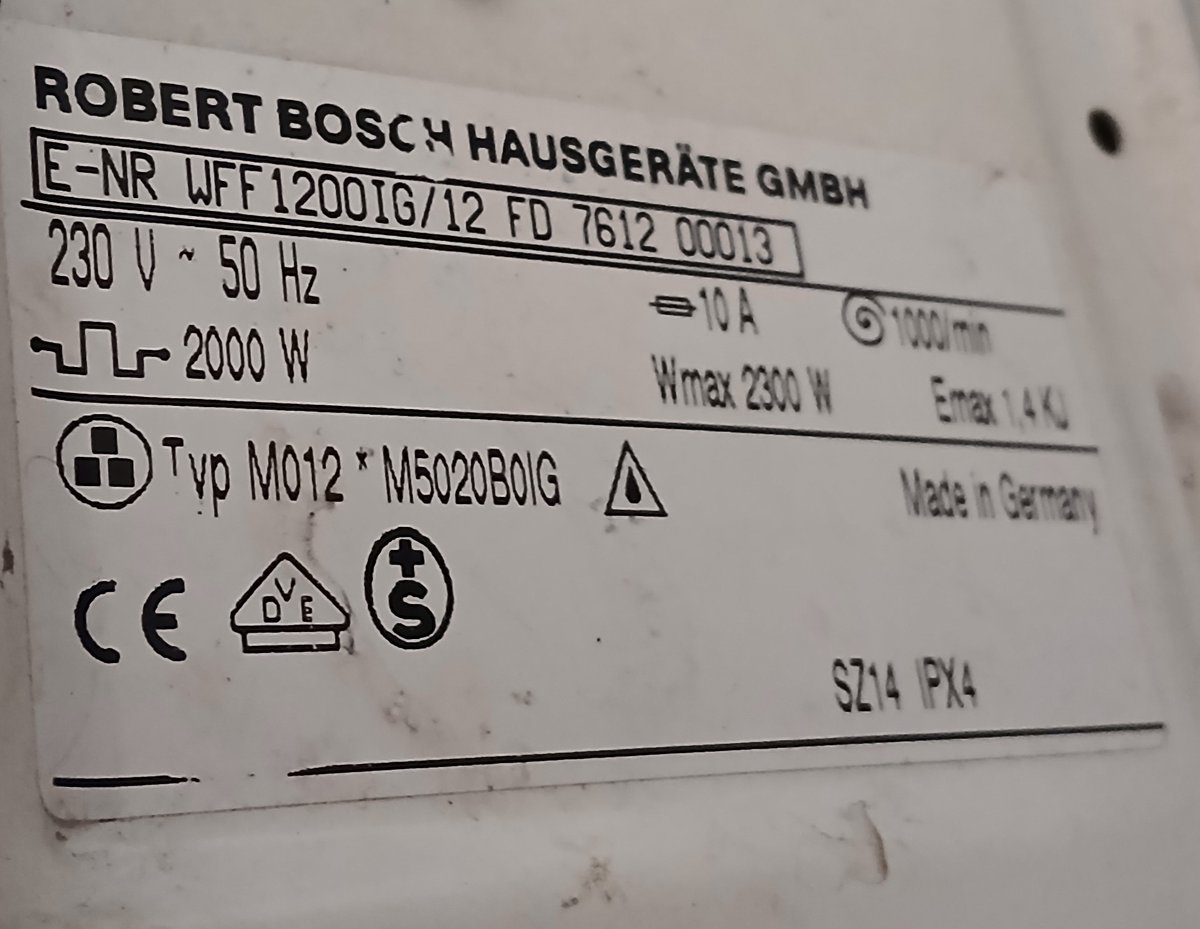 ROBERT BOSCH HAUSGERÄTE GMBH
E-NR WFF1200IG/12 FD 7612 00013
230 V ~ 50 Hz 10 A 1000/min
2000 W Wmax 2300 W Emax 1,4 KJ
Typ M012 * M5020B0IG
Made in Germany
CE DVE +S
SZ14 IPX4